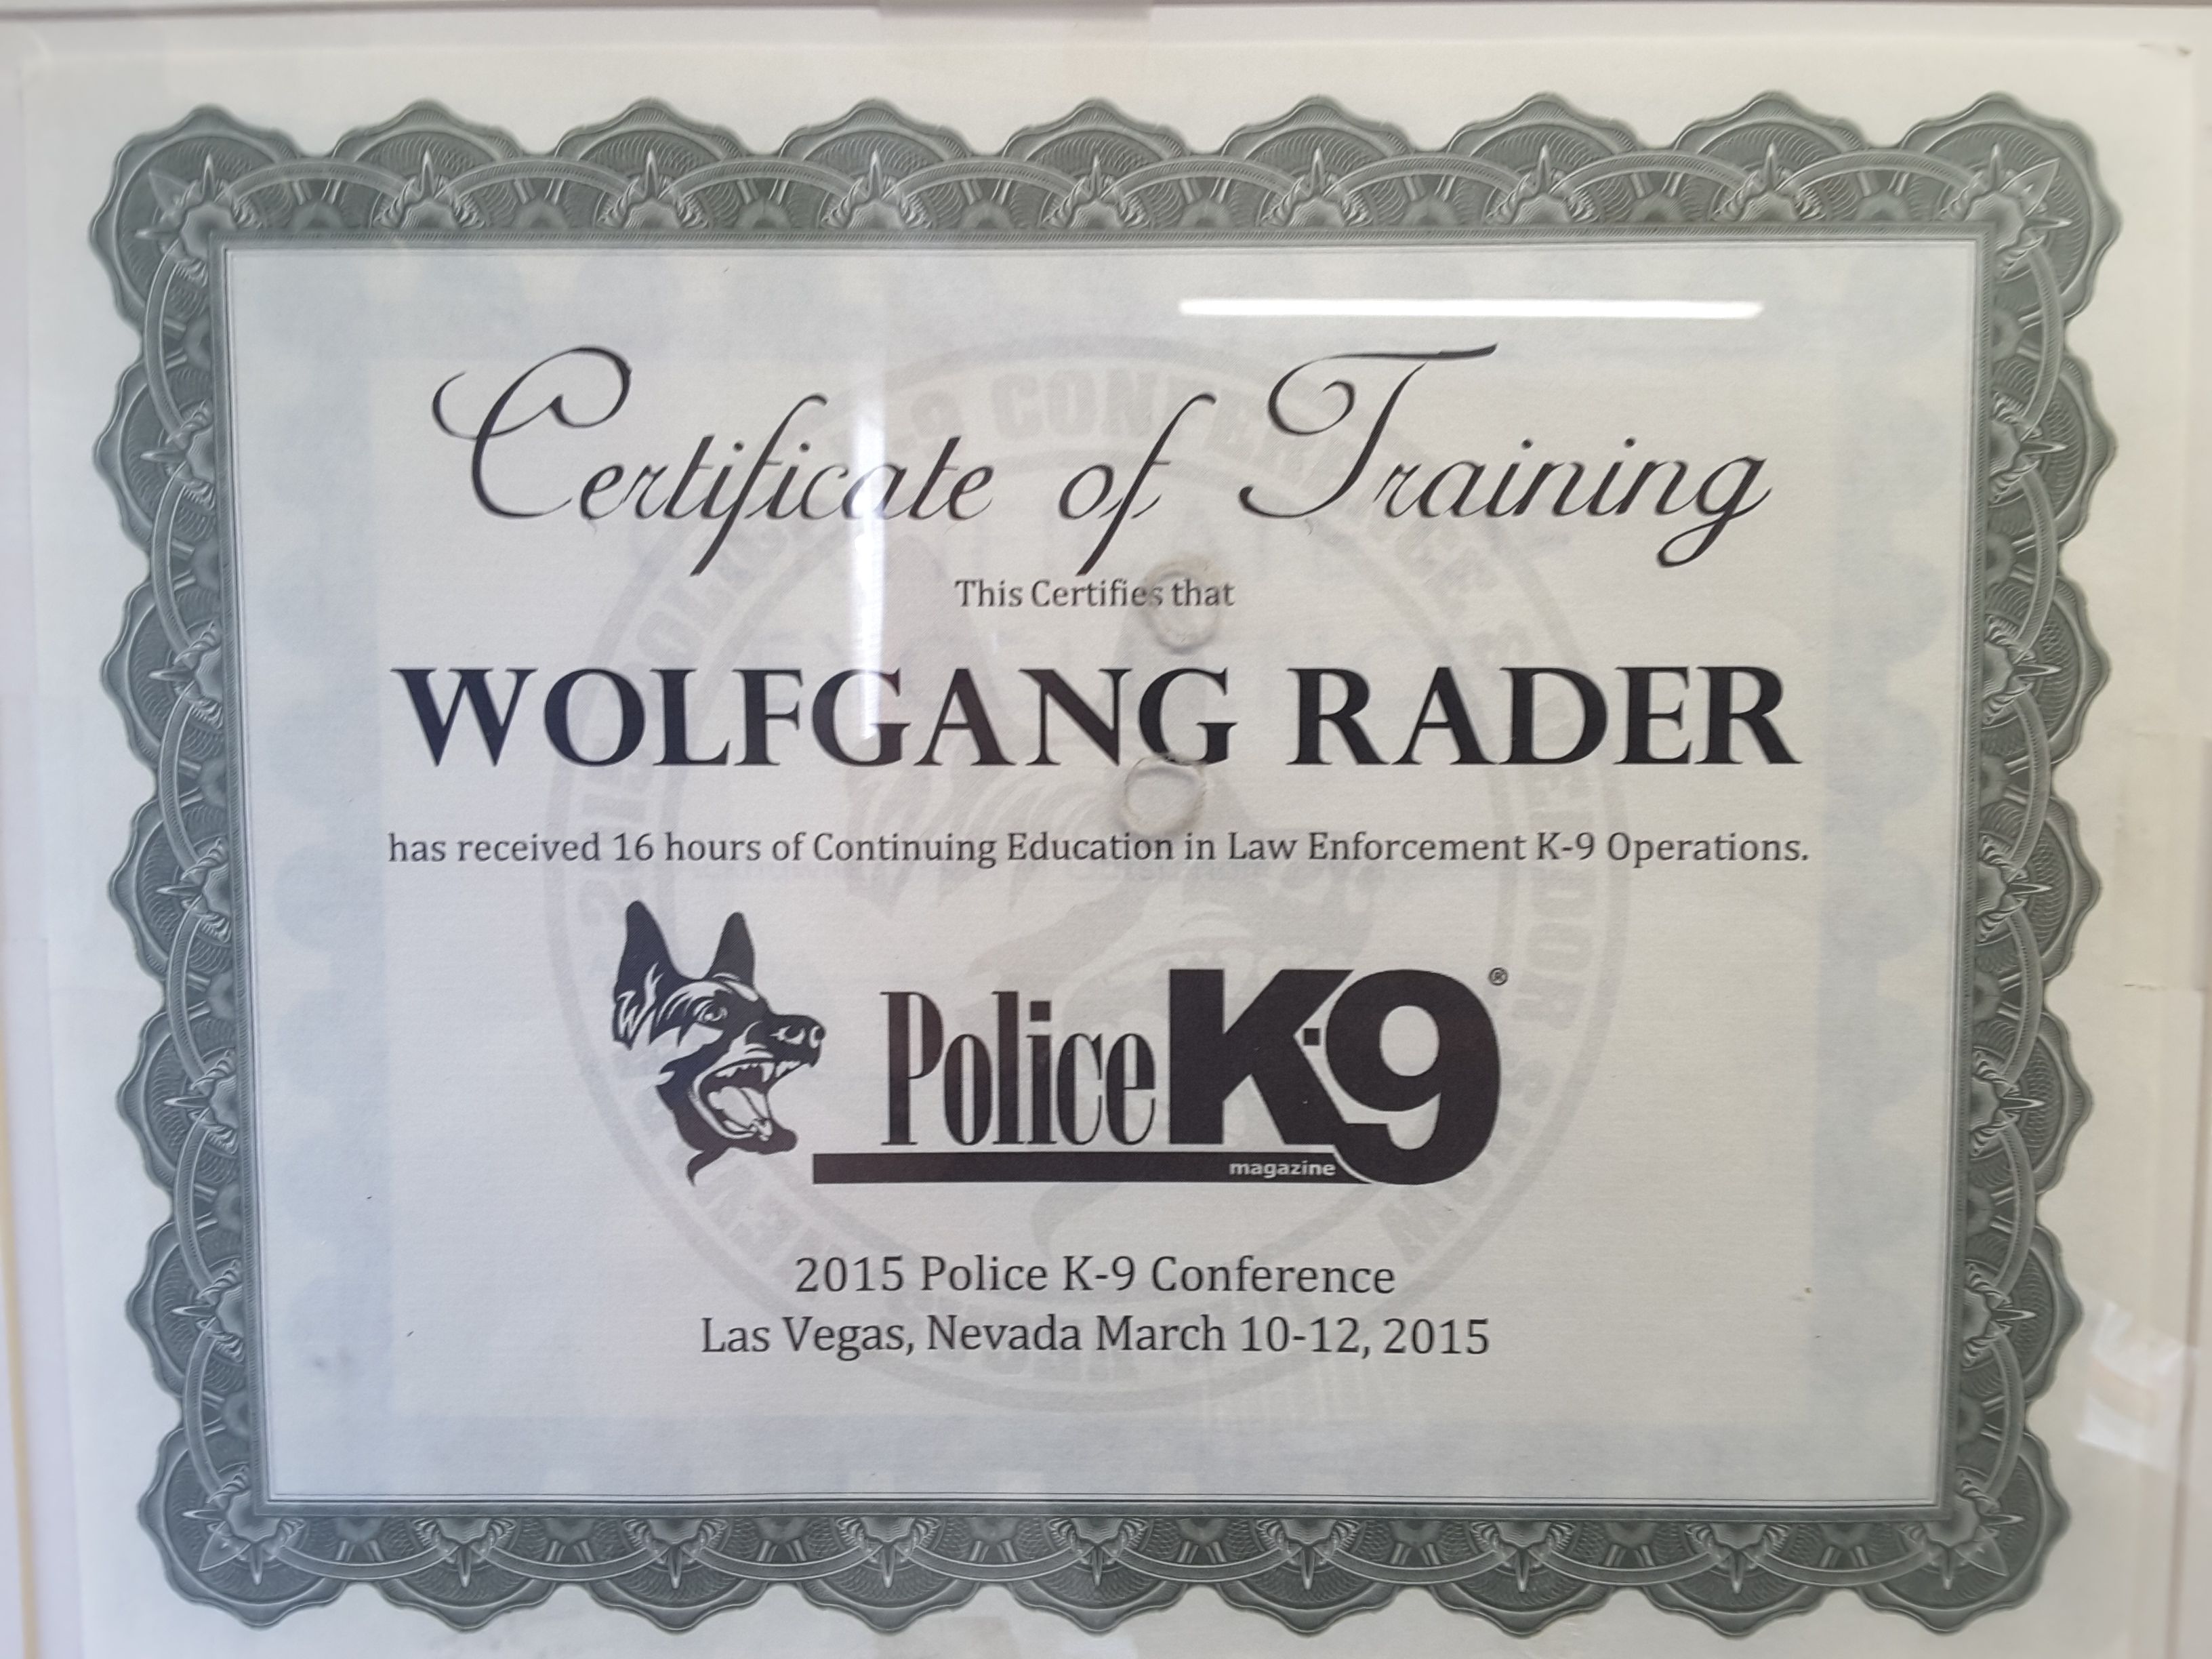 Certificate of Training
This Certifies that
WOLFGANG RADER
has received 16 hours of Continuing Education in Law Enforcement K-9 Operations.
Police K-9®
magazine
2015 Police K-9 Conference
Las Vegas, Nevada March 10-12, 2015